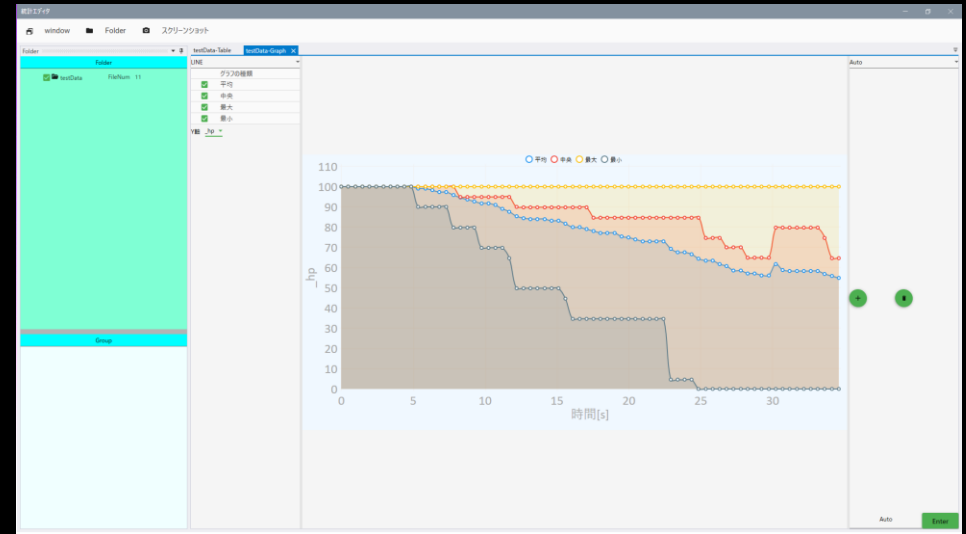 統計エディタ
window Folder スクリーンショット
Folder
Folder
testData FileNum 11
Group
testData-Table testData-Graph ×
LINE
グラフの種類
平均
中央
最大
最小
Y軸 _hp
平均 中央 最大 最小
110
100
90
80
70
60
50
40
30
20
10
0
_hp
0 5 10 15 20 25 30
時間[s]
Auto
+
Auto Enter